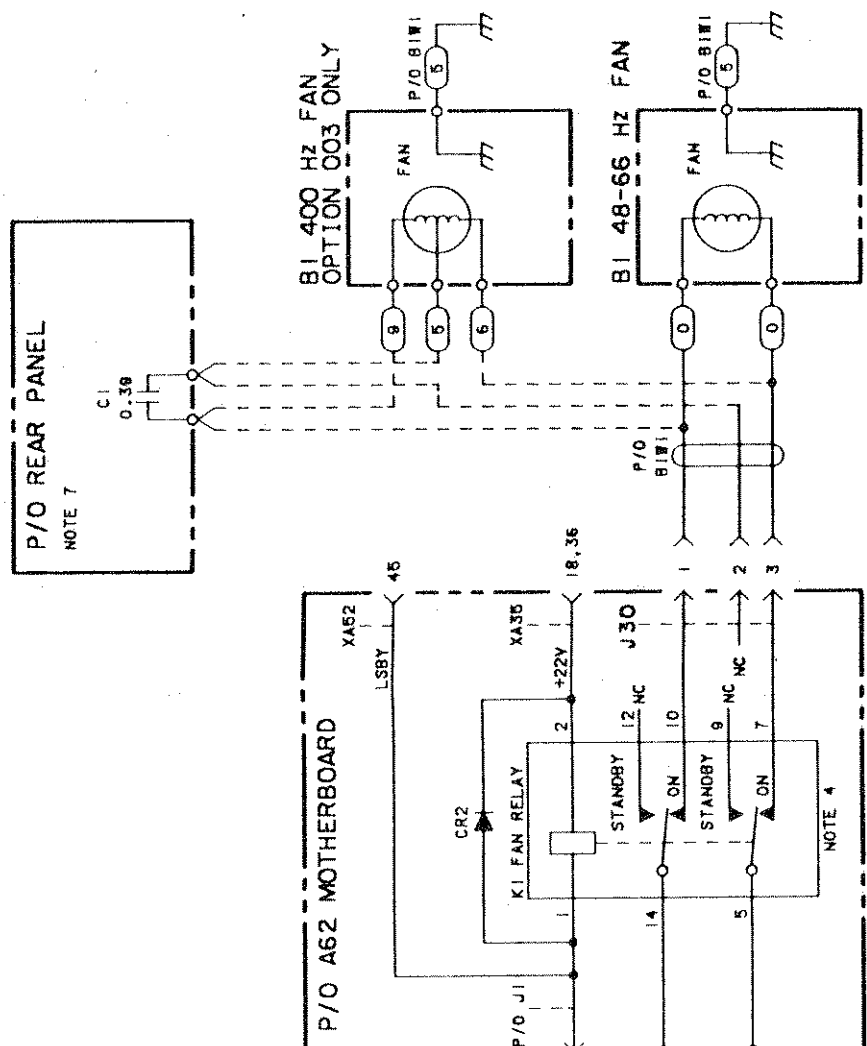 P/O REAR PANEL
NOTE 7
C1
0.39
B1 400 Hz FAN
OPTION 003 ONLY
P/O B1W1
5
FAN
9
5
6
B1 48-66 Hz FAN
P/O B1W1
5
FAN
0
0
P/O
B1W1
P/O A62 MOTHERBOARD
XA52
45
LSBY
XA35
18,36
+22V
CR2
J30
1
2
3
K1 FAN RELAY
1
2
STANDBY
12 NC
ON
10
14
STANDBY
9 NC
NC
ON
7
5
NOTE 4
P/O J1